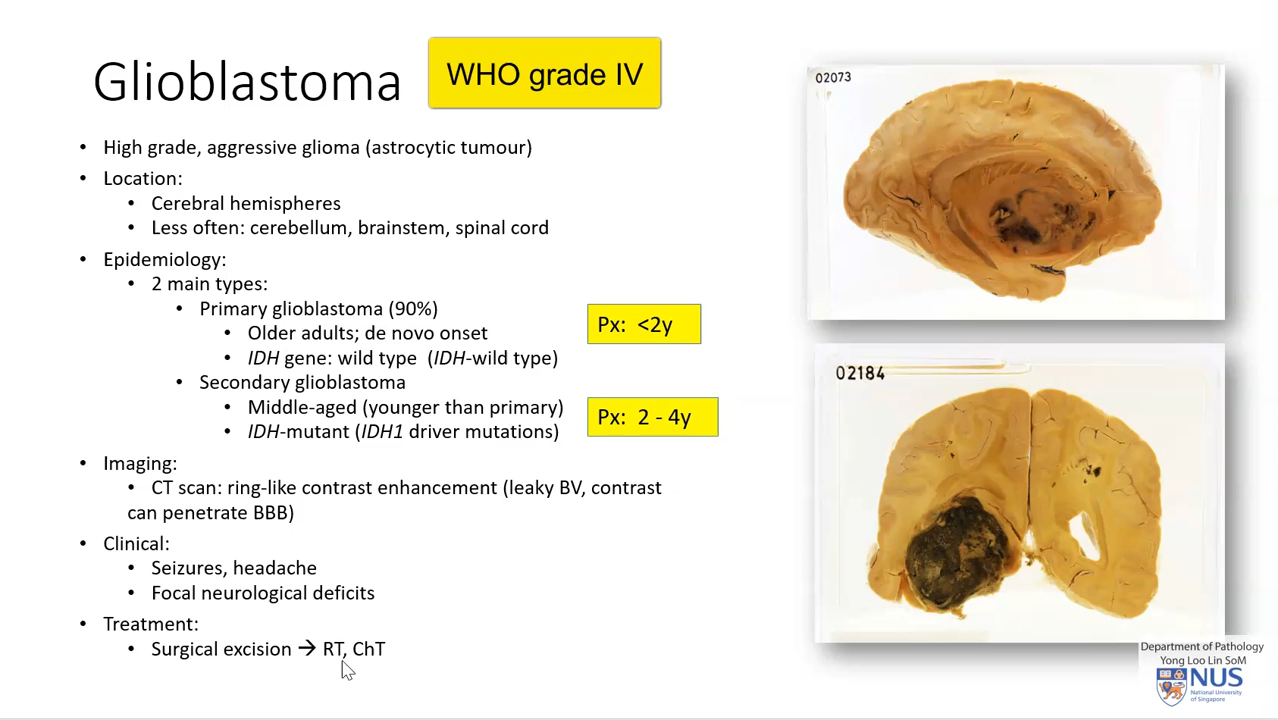 Glioblastoma
WHO grade IV
• High grade, aggressive glioma (astrocytic tumour)
• Location:
• Cerebral hemispheres
• Less often: cerebellum, brainstem, spinal cord
• Epidemiology:
• 2 main types:
• Primary glioblastoma (90%)
• Older adults; de novo onset
• IDH gene: wild type (IDH-wild type)
Px: <2y
• Secondary glioblastoma
• Middle-aged (younger than primary)
• IDH-mutant (IDH1 driver mutations)
Px: 2 - 4y
• Imaging:
• CT scan: ring-like contrast enhancement (leaky BV, contrast
can penetrate BBB)
• Clinical:
• Seizures, headache
• Focal neurological deficits
• Treatment:
• Surgical excision → RT, ChT
02073
02184
Department of Pathology
Yong Loo Lin SoM
NUS
National University
of Singapore